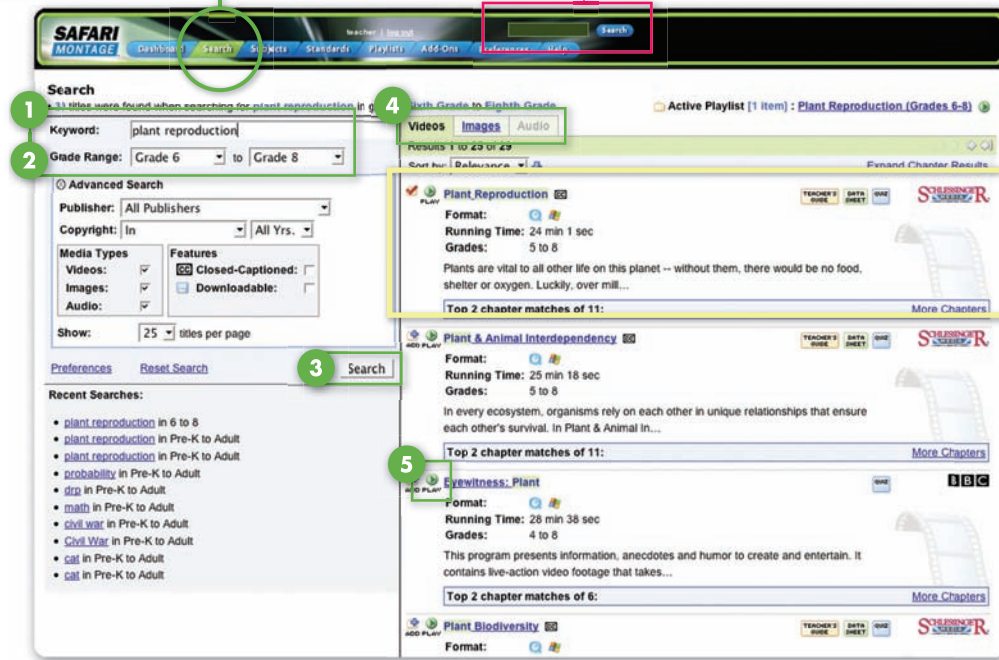 SAFARI
MONTAGE
teacher | log out
Search
Dashboard Search Subjects Standards Playlists Add-Ons Preferences Help
Search
titles were found when searching for plant reproduction in Sixth Grade to Eighth Grade
Active Playlist [1 item] : Plant Reproduction (Grades 6-8)
1
Keyword: plant reproduction
2
Grade Range: Grade 6 to Grade 8
Advanced Search
Publisher: All Publishers
Copyright: In All Yrs.
Media Types
Videos:
Images:
Audio:
Features
CC Closed-Captioned:
Downloadable:
Show: 25 titles per page
Preferences Reset Search
3
Search
Recent Searches:
• plant reproduction in 6 to 8
• plant reproduction in Pre-K to Adult
• plant reproduction in Pre-K to Adult
• probability in Pre-K to Adult
• drp in Pre-K to Adult
• math in Pre-K to Adult
• civil war in Pre-K to Adult
• Civil War in Pre-K to Adult
• cat in Pre-K to Adult
• cat in Pre-K to Adult
4
Videos Images Audio
Results 1 to 25 of 29
Sort by: Relevance Expand Chapter Results
PLAY Plant Reproduction CC
TEACHER'S GUIDE DATA SHEET QUIZ SCHLESSINGER
Format:
Running Time: 24 min 1 sec
Grades: 5 to 8
Plants are vital to all other life on this planet -- without them, there would be no food,
shelter or oxygen. Luckily, over mill...
Top 2 chapter matches of 11: More Chapters
ADD PLAY Plant & Animal Interdependency CC
TEACHER'S GUIDE DATA SHEET QUIZ SCHLESSINGER
Format:
Running Time: 25 min 18 sec
Grades: 5 to 8
In every ecosystem, organisms rely on each other in unique relationships that ensure
each other's survival. In Plant & Animal In...
Top 2 chapter matches of 11: More Chapters
5
ADD PLAY Eyewitness: Plant
QUIZ BBC
Format:
Running Time: 28 min 38 sec
Grades: 4 to 8
This program presents information, anecdotes and humor to create and entertain. It
contains live-action video footage that takes...
Top 2 chapter matches of 6: More Chapters
ADD PLAY Plant Biodiversity CC
TEACHER'S GUIDE DATA SHEET QUIZ SCHLESSINGER
Format: